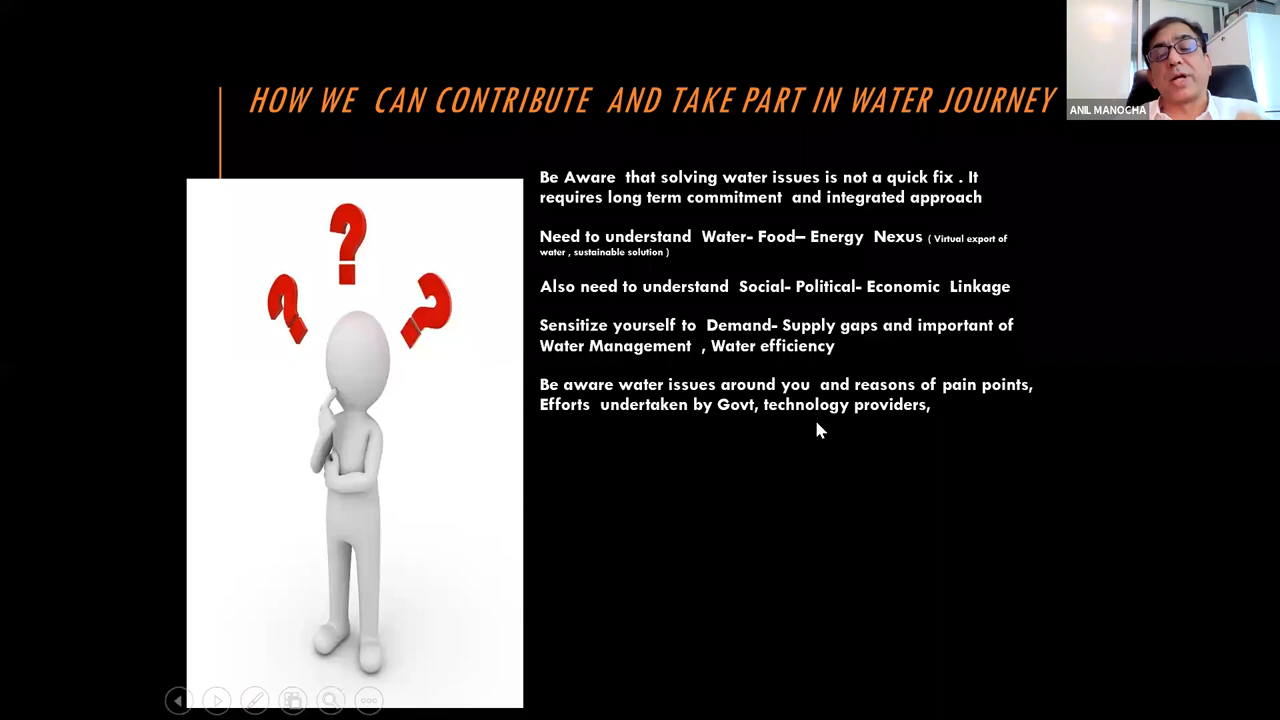 HOW WE CAN CONTRIBUTE AND TAKE PART IN WATER JOURNEY
ANIL MANOCHA
Be Aware that solving water issues is not a quick fix . It
requires long term commitment and integrated approach
Need to understand Water- Food– Energy Nexus ( Virtual export of
water , sustainable solution )
Also need to understand Social- Political- Economic Linkage
Sensitize yourself to Demand- Supply gaps and important of
Water Management , Water efficiency
Be aware water issues around you and reasons of pain points,
Efforts undertaken by Govt, technology providers,
? ? ?